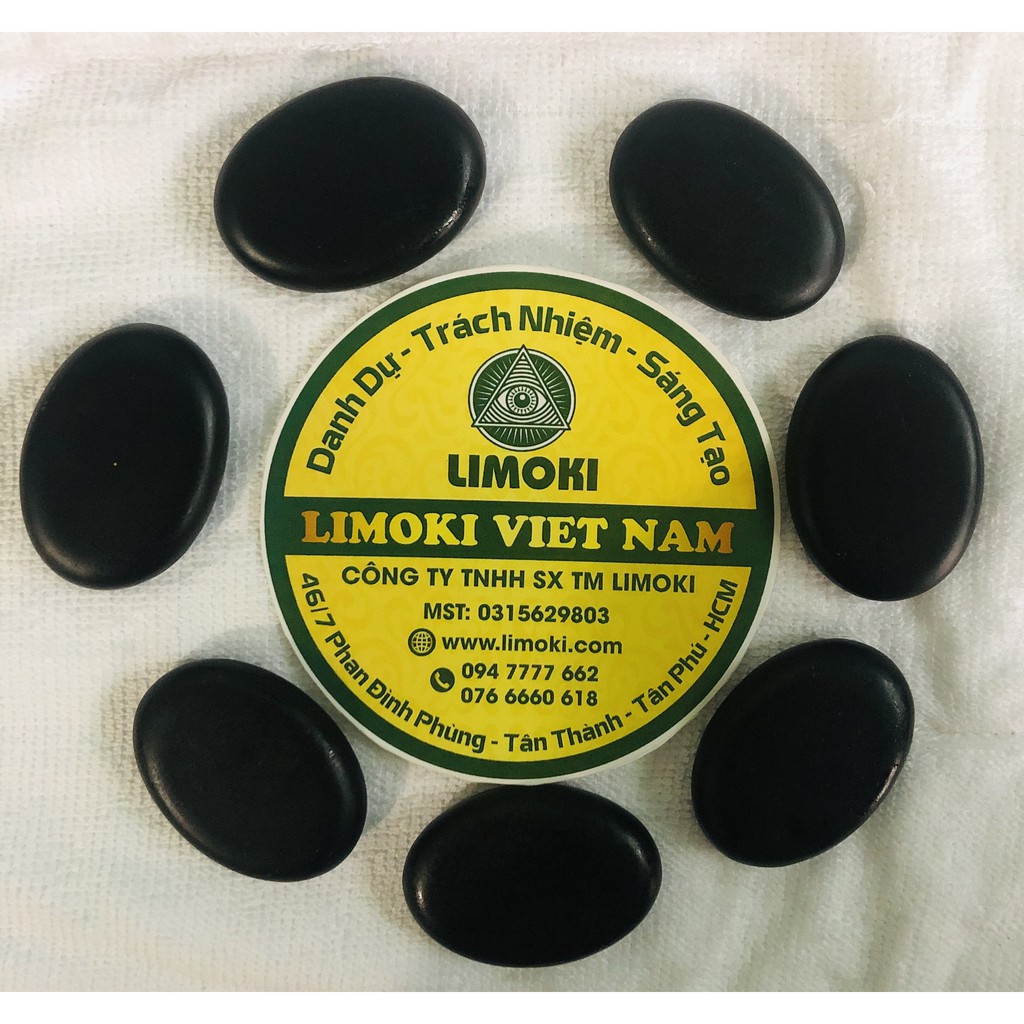 Danh Dự - Trách Nhiệm - Sáng Tạo
LIMOKI
LIMOKI VIET NAM
CÔNG TY TNHH SX TM LIMOKI
MST: 0315629803
www.limoki.com
094 7777 662
076 6660 618
46/7 Phan Đình Phùng - Tân Thành - Tân Phú - HCM